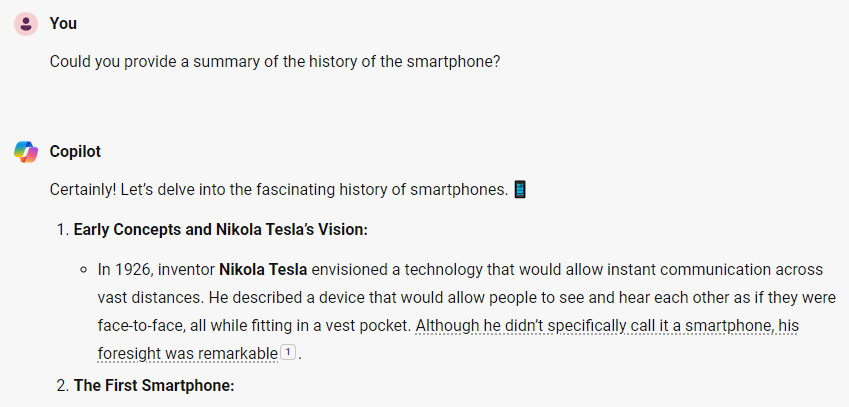 You
Could you provide a summary of the history of the smartphone?
Copilot
Certainly! Let’s delve into the fascinating history of smartphones.
1. Early Concepts and Nikola Tesla’s Vision:
In 1926, inventor Nikola Tesla envisioned a technology that would allow instant communication across
vast distances. He described a device that would allow people to see and hear each other as if they were
face-to-face, all while fitting in a vest pocket. Although he didn’t specifically call it a smartphone, his
foresight was remarkable 1 .
2. The First Smartphone: